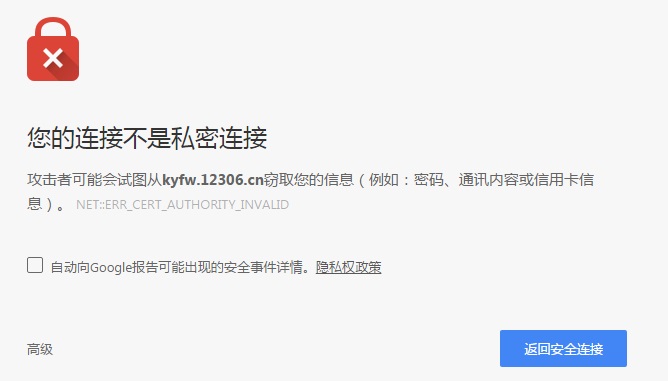 您的连接不是私密连接
攻击者可能会试图从kyfw.12306.cn窃取您的信息（例如：密码、通讯内容或信用卡信
息）。 NET::ERR_CERT_AUTHORITY_INVALID
自动向Google报告可能出现的安全事件详情。隐私权政策
高级
返回安全连接